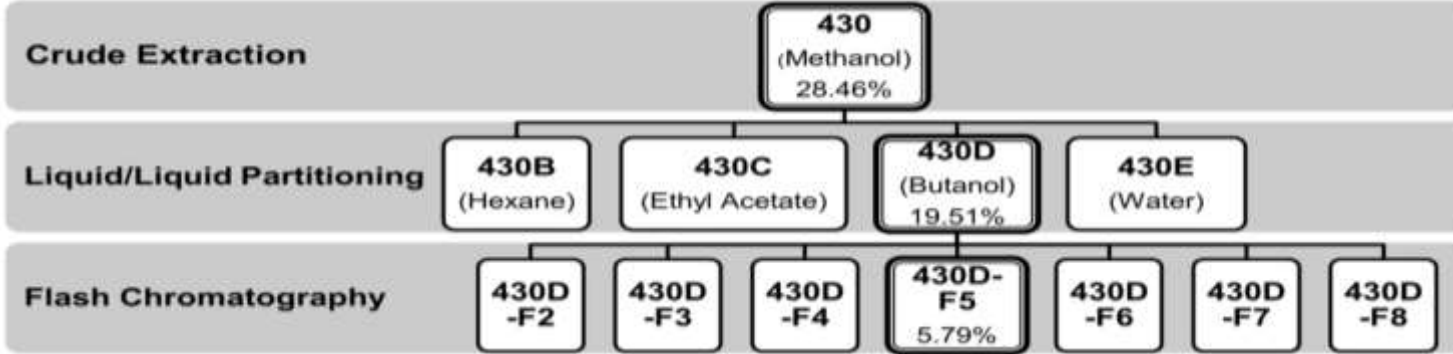 Crude Extraction
430
(Methanol)
28.46%
Liquid/Liquid Partitioning
430B
(Hexane)
430C
(Ethyl Acetate)
430D
(Butanol)
19.51%
430E
(Water)
Flash Chromatography
430D
-F2
430D
-F3
430D
-F4
430D-
F5
5.79%
430D
-F6
430D
-F7
430D
-F8